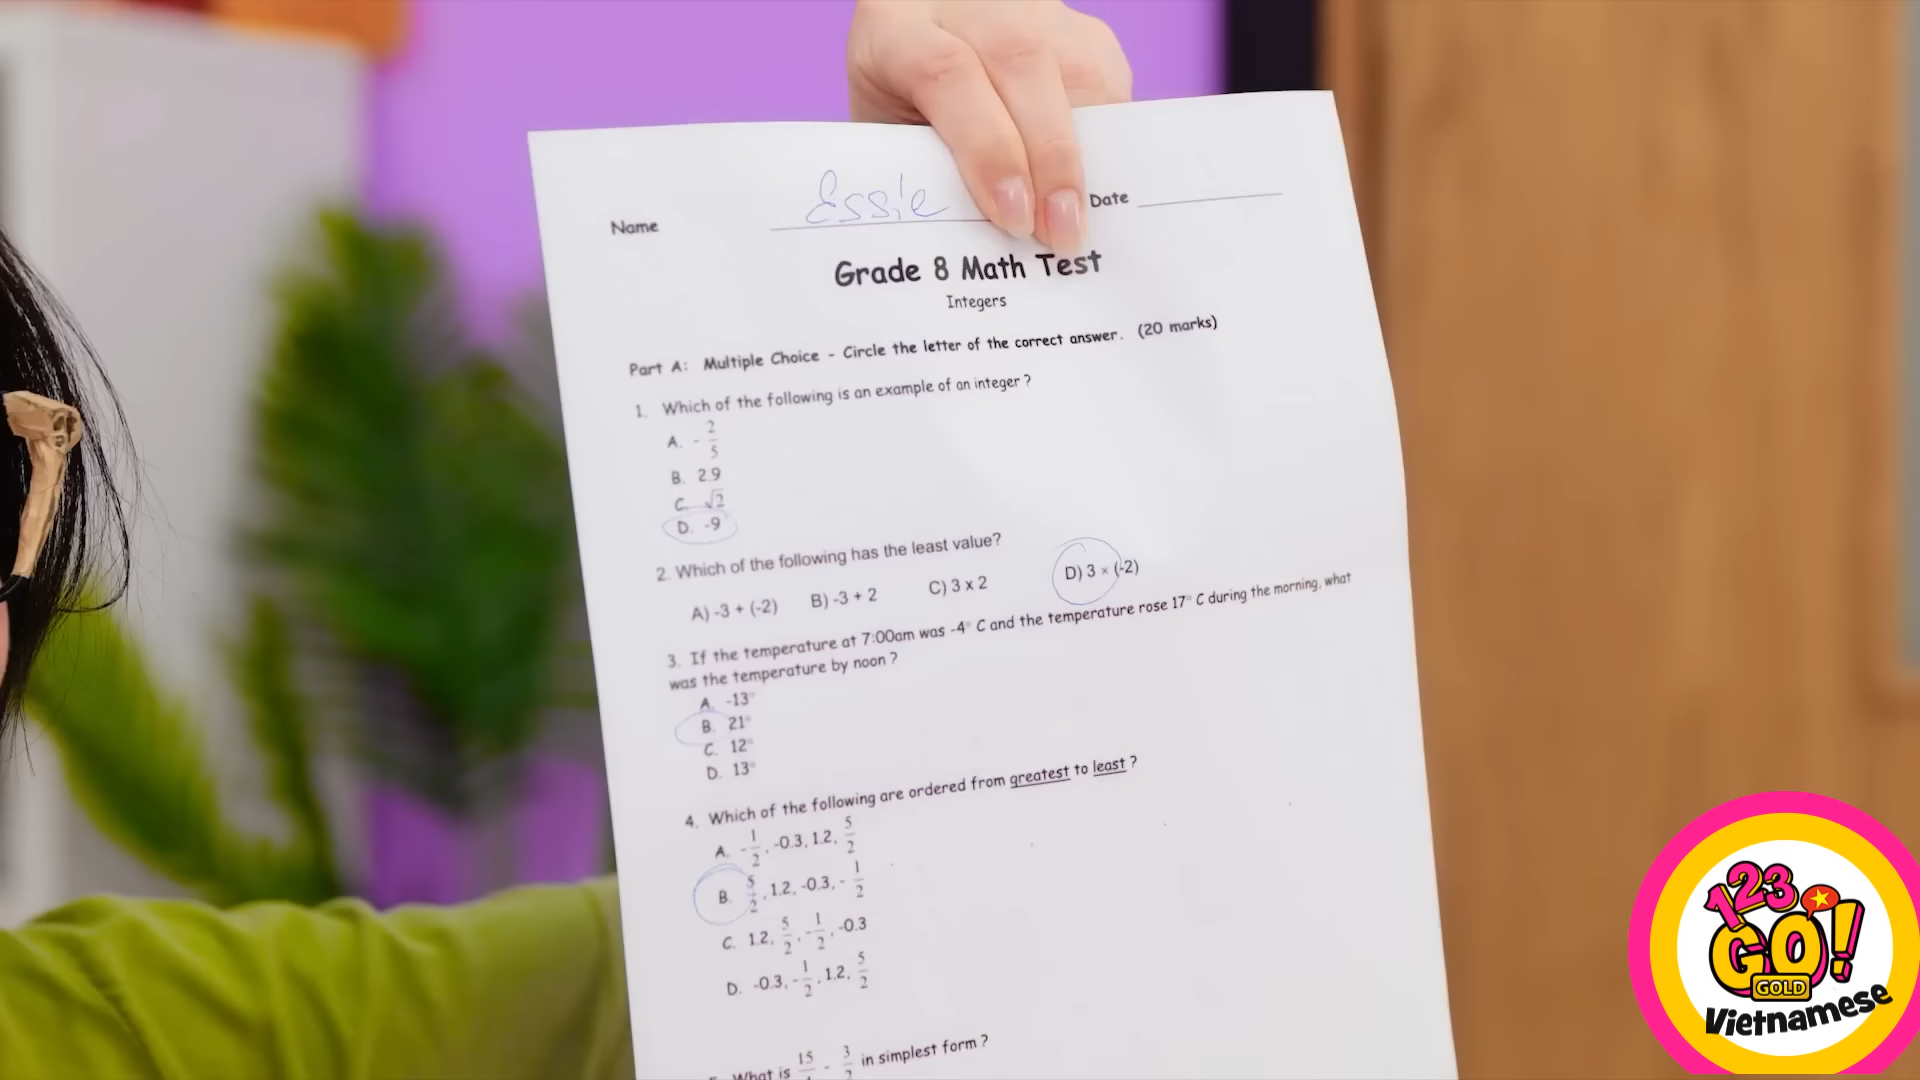 Name Essie Date
Grade 8 Math Test
Integers
Part A: Multiple Choice - Circle the letter of the correct answer. (20 marks)
1. Which of the following is an example of an integer ?
A. - 2/5
B. 2.9
C. √2
D. -9
2. Which of the following has the least value?
A) -3 + (-2) B) -3 + 2 C) 3 x 2 D) 3 × (-2)
3. If the temperature at 7:00am was -4° C and the temperature rose 17° C during the morning, what
was the temperature by noon ?
A. -13°
B. 21°
C. 12°
D. 13°
4. Which of the following are ordered from greatest to least ?
A. - 1/2, -0.3, 1.2, 5/2
B. 5/2, 1.2, -0.3, - 1/2
C. 1.2, 5/2, - 1/2, -0.3
D. -0.3, - 1/2, 1.2, 5/2
What is 15 - 3/2 in simplest form ?
123
GO!
GOLD
Vietnamese